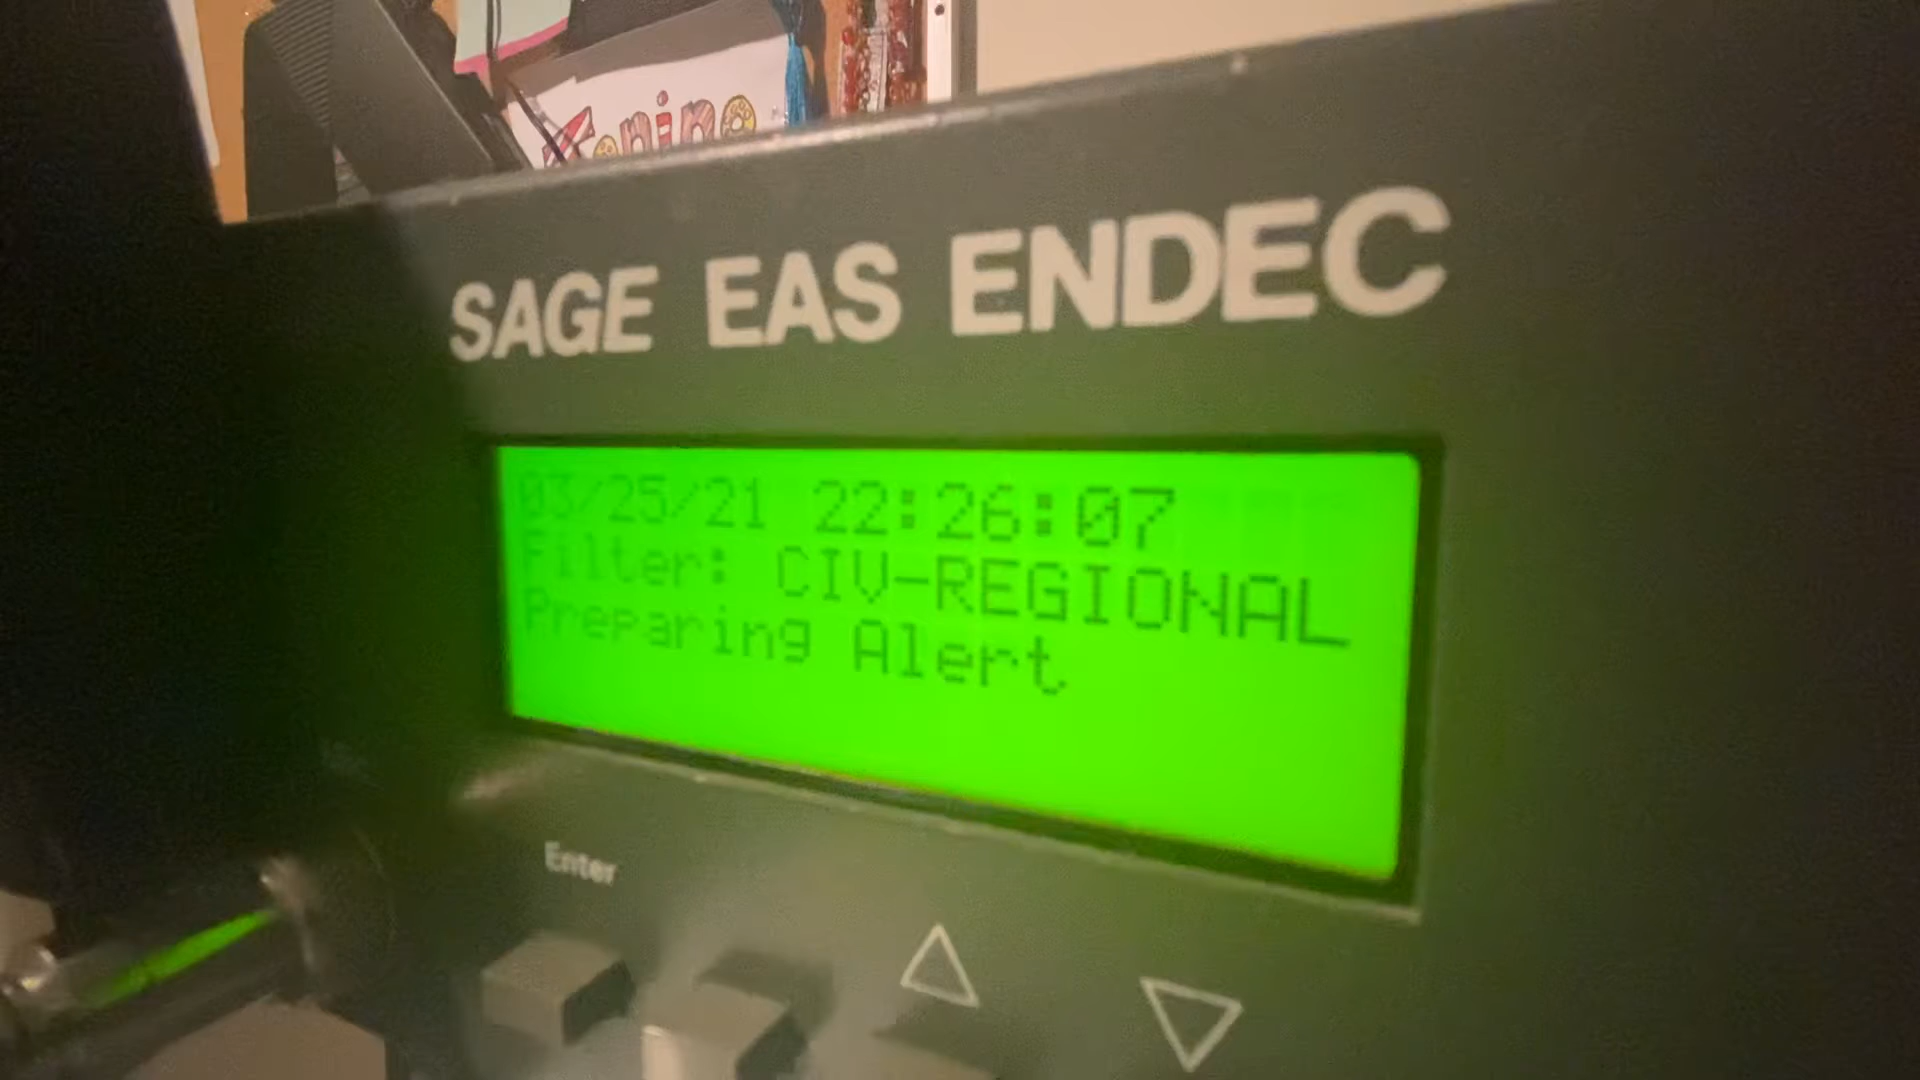 SAGE EAS ENDEC
03/25/21 22:26:07
Filter: CIV-REGIONAL
Preparing Alert
Enter